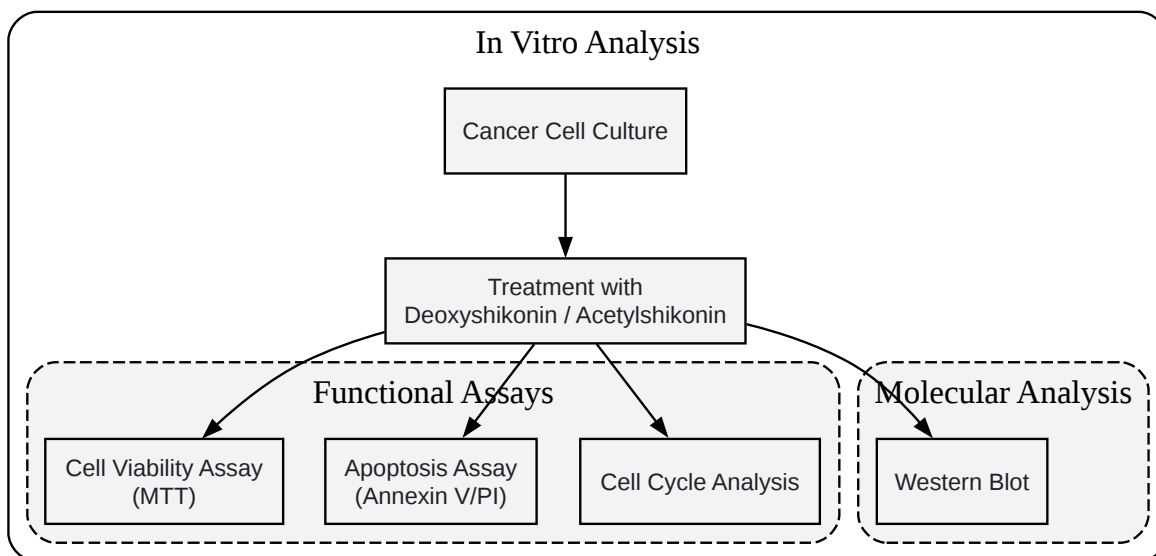 In Vitro Analysis
Cancer Cell Culture
Treatment with
Deoxyshikonin / Acetylshikonin
Functional Assays
Molecular Analysis
Cell Viability Assay
(MTT)
Apoptosis Assay
(Annexin V/PI)
Cell Cycle Analysis
Western Blot